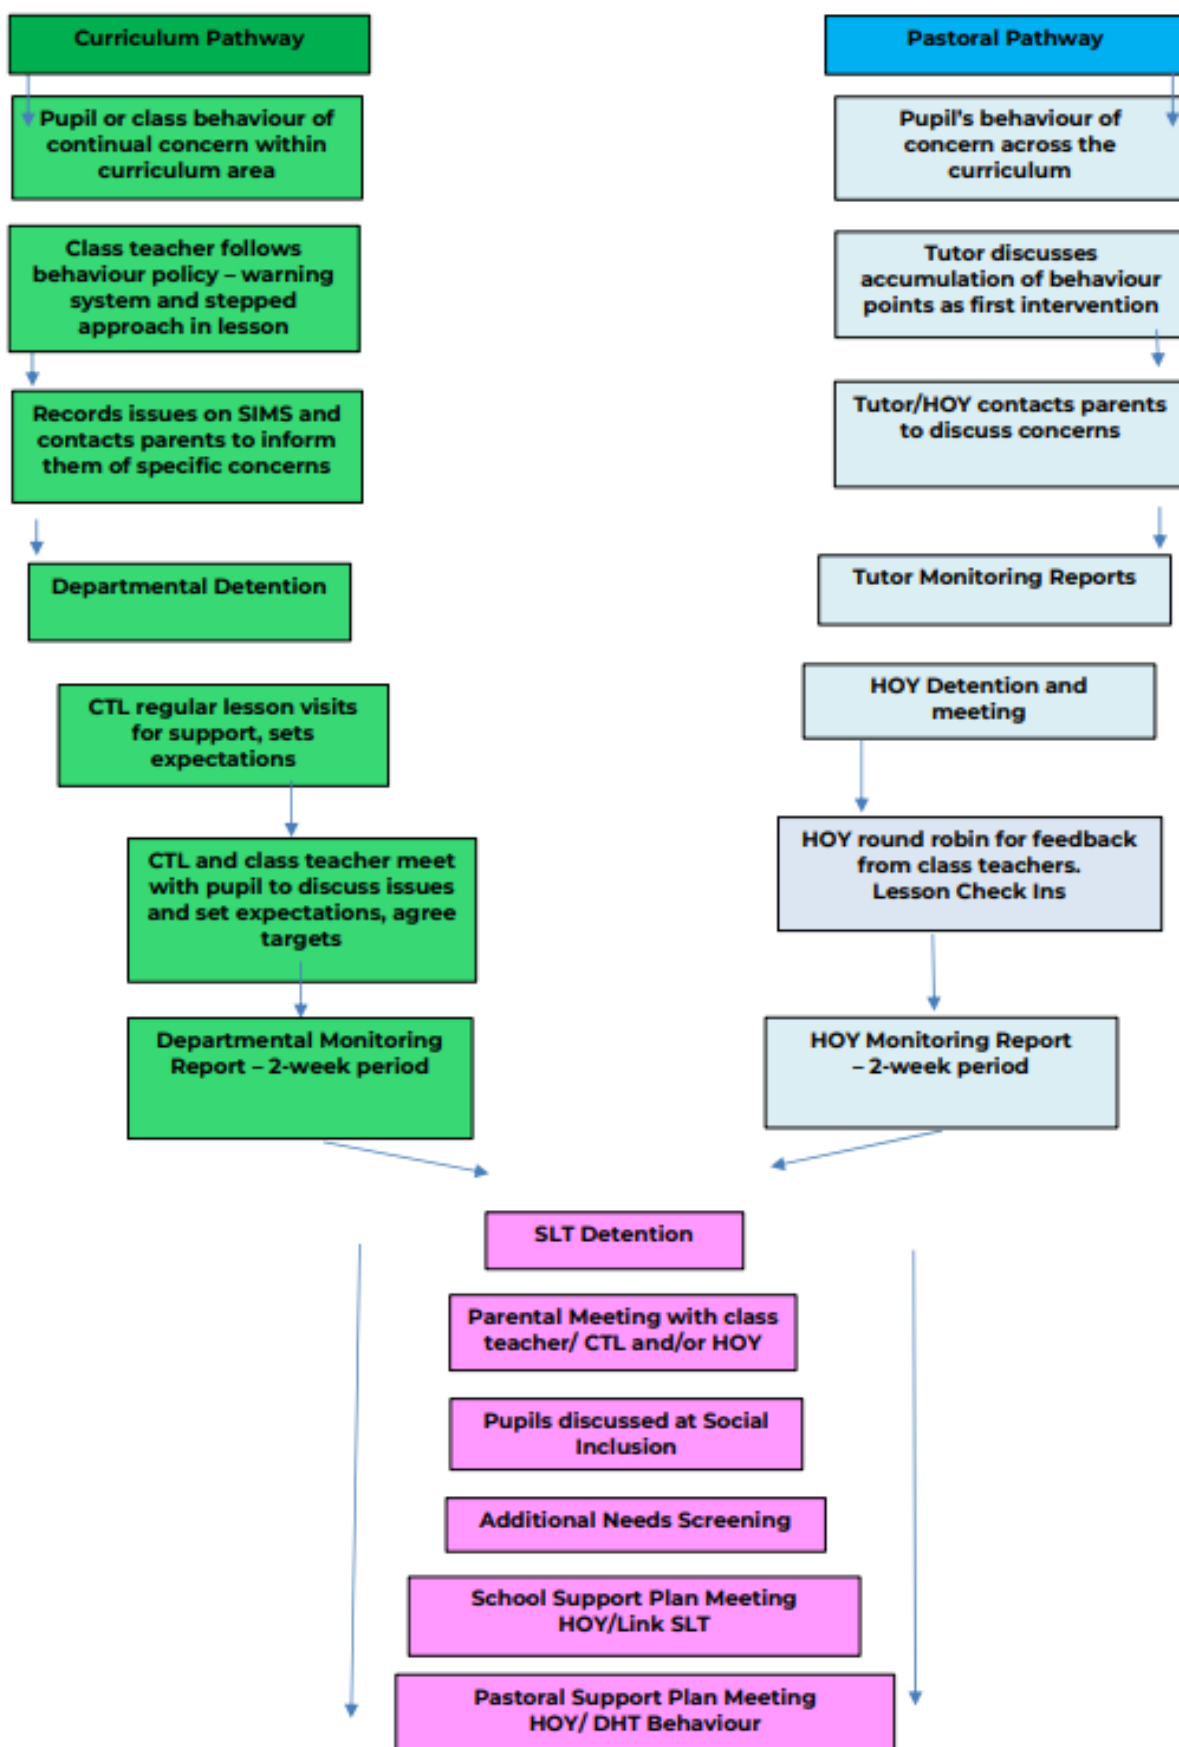 Curriculum Pathway
Pupil or class behaviour of
continual concern within
curriculum area
Class teacher follows
behaviour policy – warning
system and stepped
approach in lesson
Records issues on SIMS and
contacts parents to inform
them of specific concerns
Departmental Detention
CTL regular lesson visits
for support, sets
expectations
CTL and class teacher meet
with pupil to discuss issues
and set expectations, agree
targets
Departmental Monitoring
Report – 2-week period
Pastoral Pathway
Pupil's behaviour of
concern across the
curriculum
Tutor discusses
accumulation of behaviour
points as first intervention
Tutor/HOY contacts parents
to discuss concerns
Tutor Monitoring Reports
HOY Detention and
meeting
HOY round robin for feedback
from class teachers.
Lesson Check Ins
HOY Monitoring Report
– 2-week period
SLT Detention
Parental Meeting with class
teacher/ CTL and/or HOY
Pupils discussed at Social
Inclusion
Additional Needs Screening
School Support Plan Meeting
HOY/Link SLT
Pastoral Support Plan Meeting
HOY/ DHT Behaviour